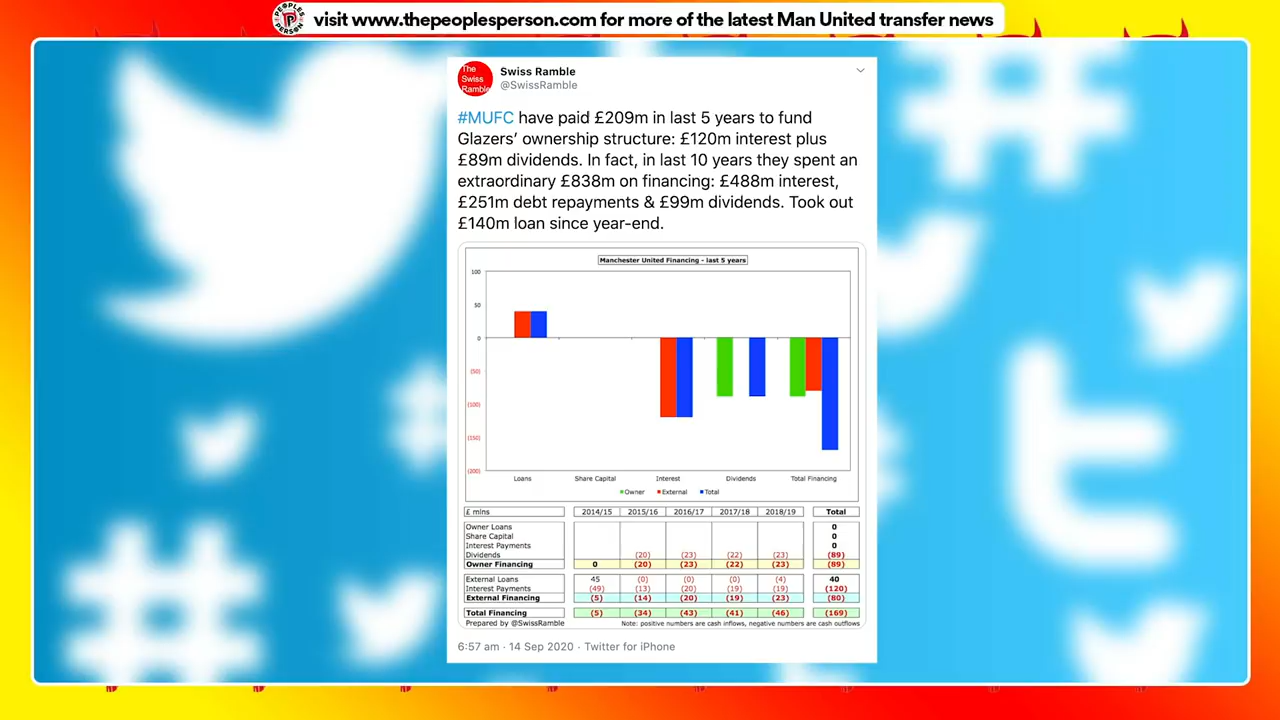 PEOPLES PERSON
visit www.thepeoplesperson.com for more of the latest Man United transfer news
The Swiss Ramble
Swiss Ramble
@SwissRamble
#MUFC have paid £209m in last 5 years to fund
Glazers’ ownership structure: £120m interest plus
£89m dividends. In fact, in last 10 years they spent an
extraordinary £838m on financing: £488m interest,
£251m debt repayments & £99m dividends. Took out
£140m loan since year-end.
Manchester United Financing - last 5 years
100
50
0
(50)
(100)
(150)
(200)
Loans Share Capital Interest Dividends Total Financing
Owner External Total
£ mlns 2014/15 2015/16 2016/17 2017/18 2018/19 Total
Owner Loans 0
Share Capital 0
Interest Payments 0
Dividends (20) (23) (22) (23) (89)
Owner Financing 0 (20) (23) (22) (23) (89)
External Loans 45 (0) (0) (0) (4) 40
Interest Payments (49) (13) (20) (19) (19) (120)
External Financing (5) (14) (20) (19) (23) (80)
Total Financing (5) (34) (43) (41) (46) (169)
Prepared by @SwissRamble Note: positive numbers are cash inflows, negative numbers are cash outflows
6:57 am · 14 Sep 2020 · Twitter for iPhone